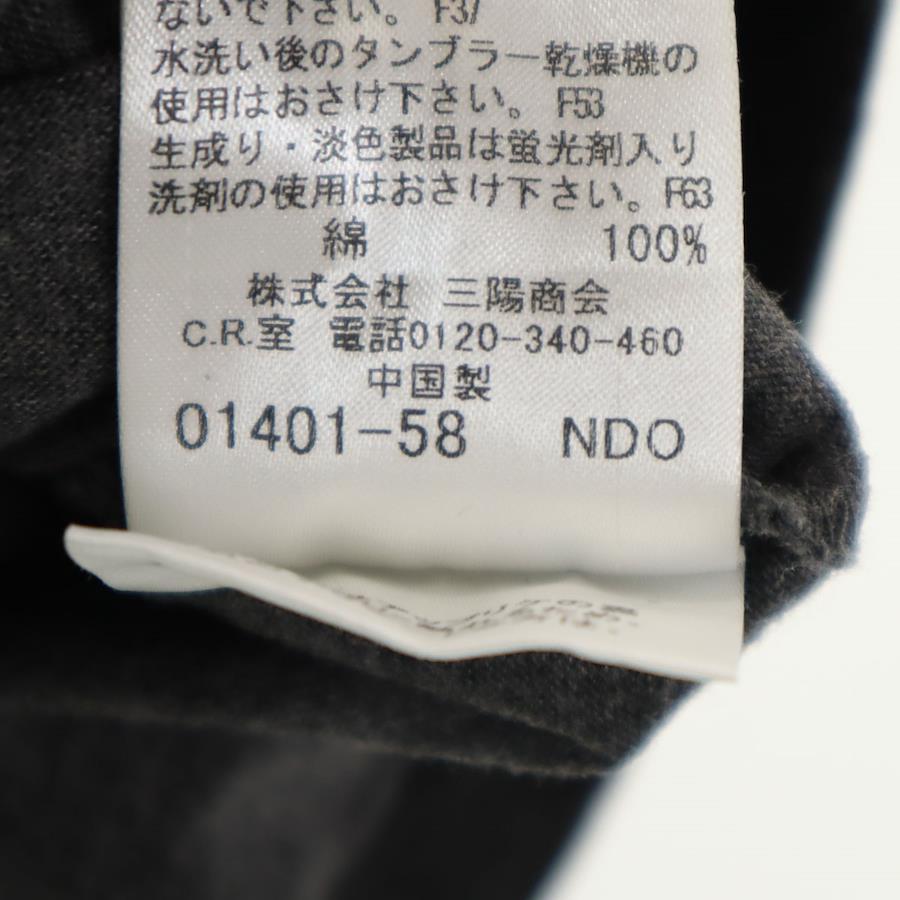 ないで下さい。 F37
水洗い後のタンブラー乾燥機の
使用はおさけ下さい。 F53
生成り・淡色製品は蛍光剤入り
洗剤の使用はおさけ下さい。F63
綿 100%
株式会社 三陽商会
C.R.室 電話0120-340-460
中国製
01401-58 NDO